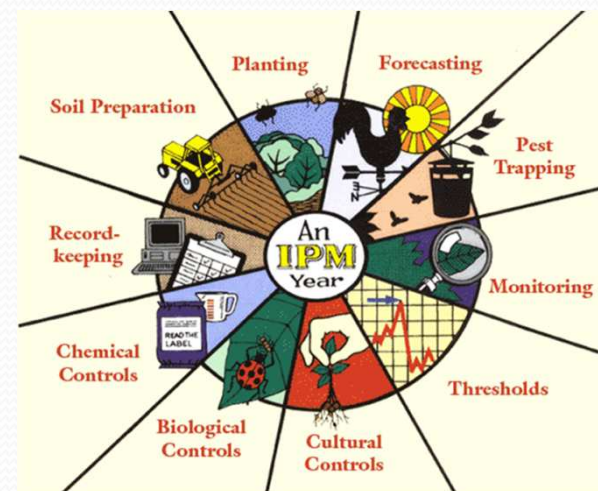 Planting
Forecasting
Soil Preparation
Pest
Trapping
Record-
keeping
An
IPM
Year
Monitoring
READ THE
LABEL
Chemical
Controls
Thresholds
Biological
Controls
Cultural
Controls
N